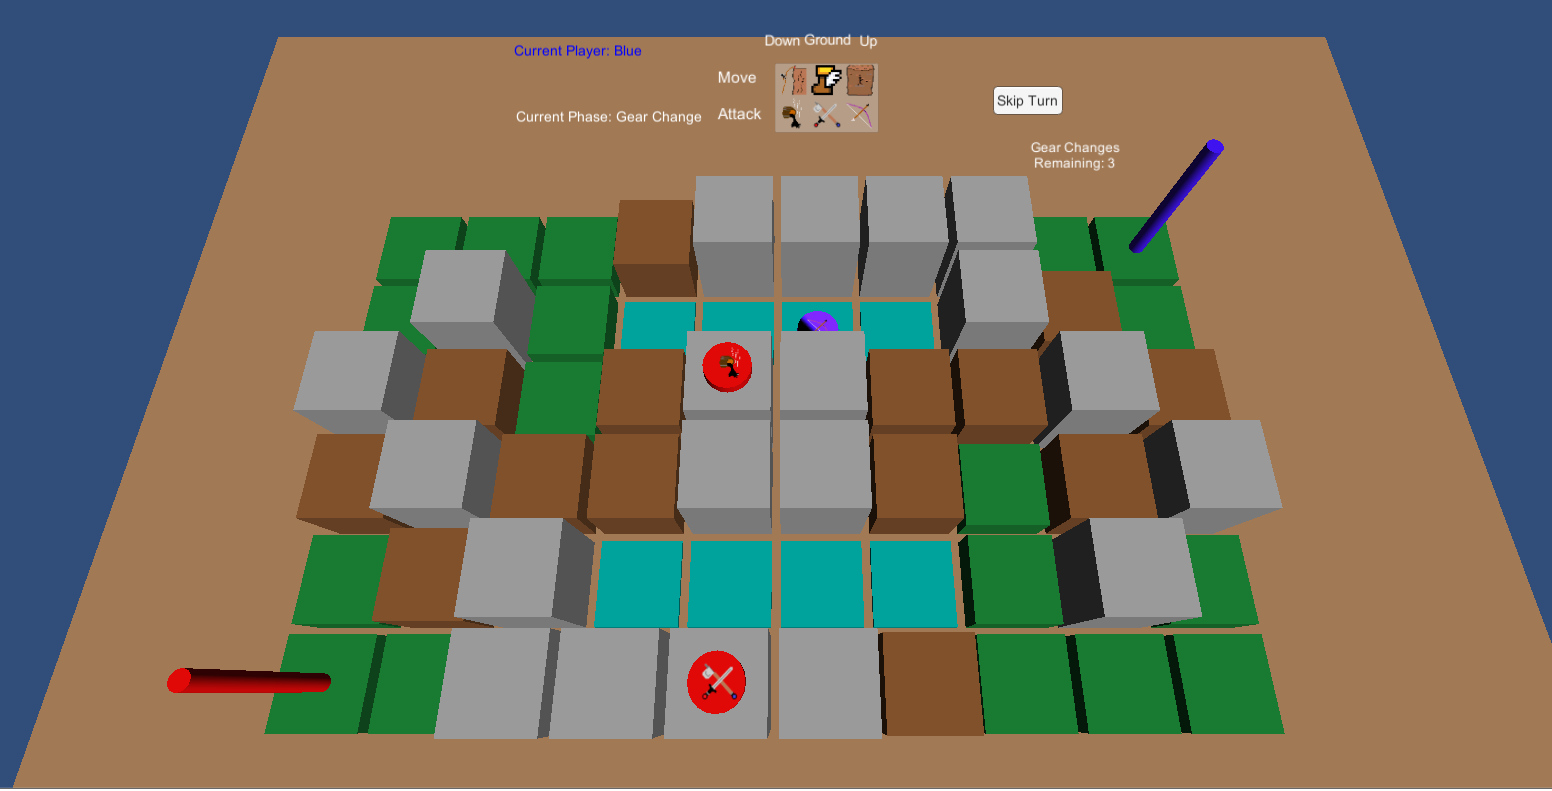 Current Player: Blue
Down Ground Up
Move
Attack
Current Phase: Gear Change
Skip Turn
Gear Changes
Remaining: 3